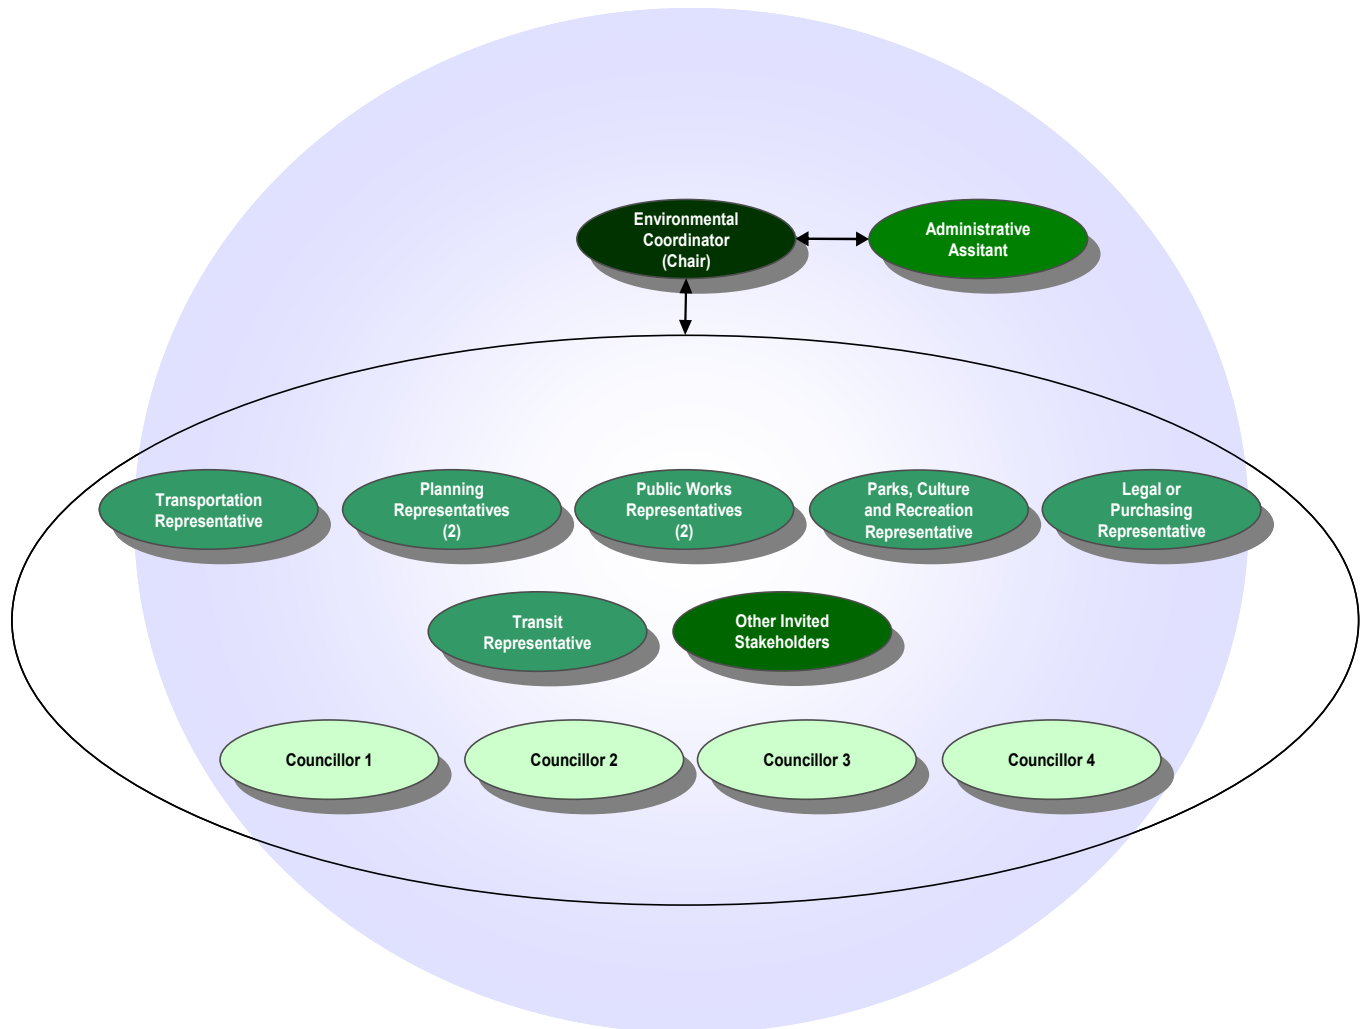 Environmental
Coordinator
(Chair)
Administrative
Assitant
Transportation
Representative
Planning
Representatives
(2)
Public Works
Representatives
(2)
Parks, Culture
and Recreation
Representative
Legal or
Purchasing
Representative
Transit
Representative
Other Invited
Stakeholders
Councillor 1
Councillor 2
Councillor 3
Councillor 4